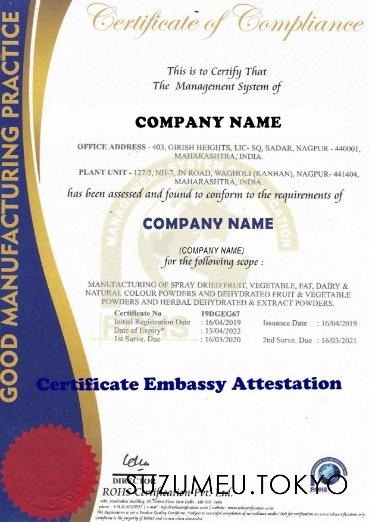 GOOD MANUFACTURING PRACTICE
Certificate of Compliance
This is to Certify That
The Management System of
COMPANY NAME
OFFICE ADDRESS - 403, GIRISH HEIGHTS, LIC- SQ, SADAR, NAGPUR - 440001,
MAHARASHTRA, INDIA.
PLANT UNIT - 127/5, NH-7, JN ROAD, WAGHOLI (KANHAN), NAGPUR- 441404,
MAHARASHTRA, INDIA
has been assessed and found to conform to the requirements of
COMPANY NAME
(COMPANY NAME)
for the following scope :
MANUFACTURING OF SPRAY DRIED FRUIT, VEGETABLE, FAT, DAIRY &
NATURAL COLOUR POWDERS AND DEHYDRATED FRUIT & VEGETABLE
POWDERS AND HERBAL DEHYDRATED & EXTRACT POWDERS.
Certificate No : 19DGEG67
Initial Registration Date : 16/04/2019 Issuance Date : 16/04/2019
Date of Expiry* : 15/04/2022
1st Surve. Due : 16/03/2020 2nd Surve. Due : 16/03/2021
ROHS
Certificate Embassy Attestation
DIRECTOR
ROHS Certification Pvt. Ltd.
ROHS
SUZUMEU.TOKYO